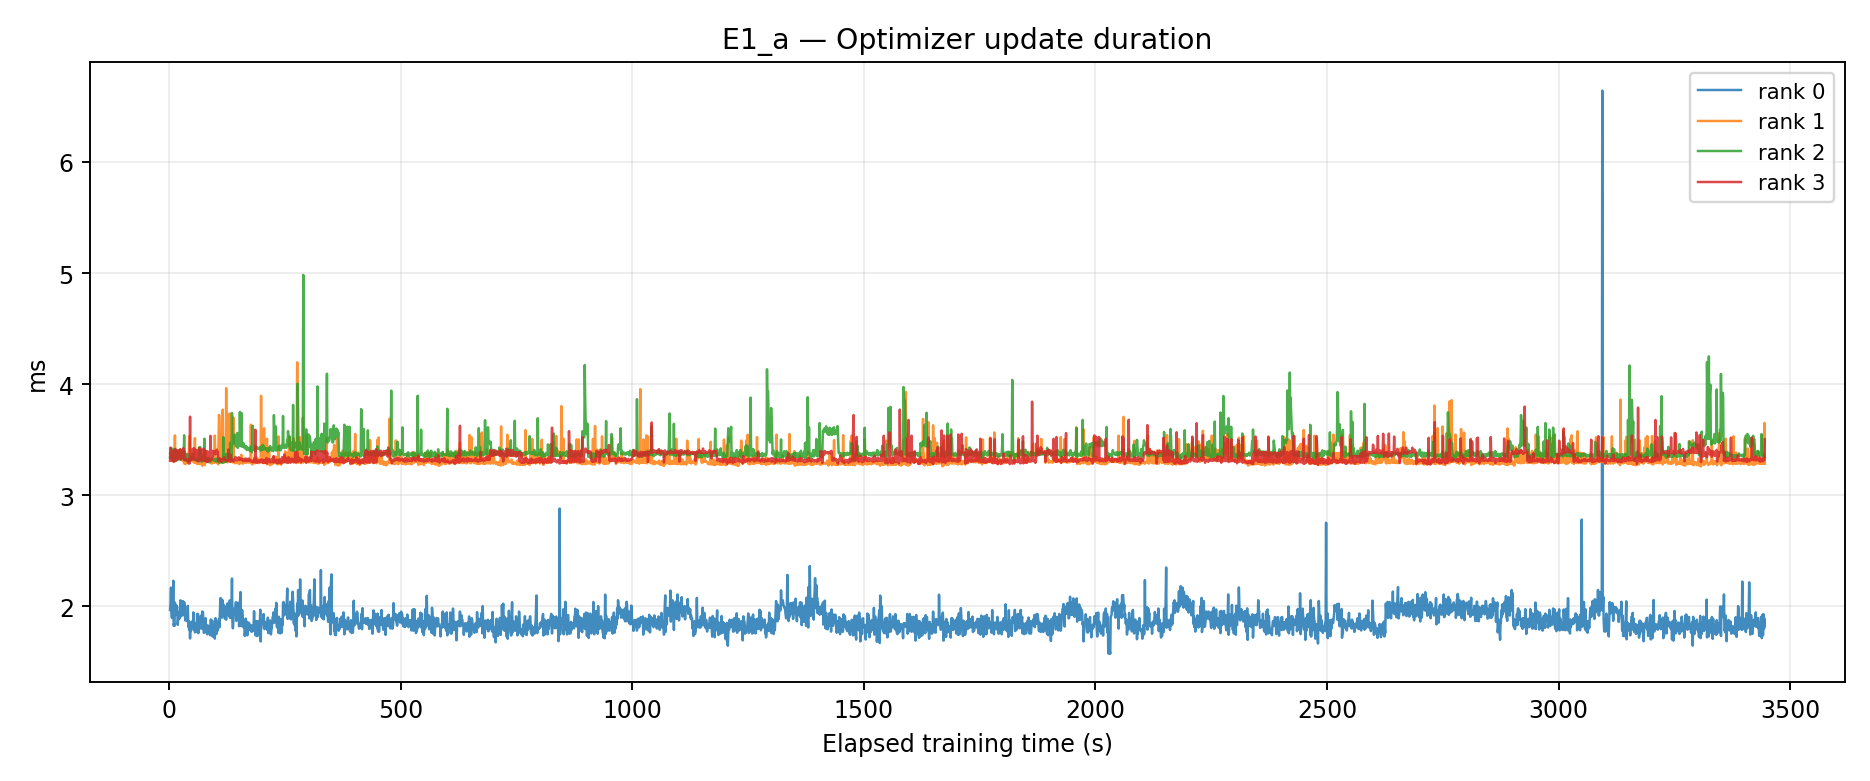 E1_a — Optimizer update duration
rank 0
rank 1
rank 2
rank 3
ms
6
5
4
3
2
0 500 1000 1500 2000 2500 3000 3500
Elapsed training time (s)